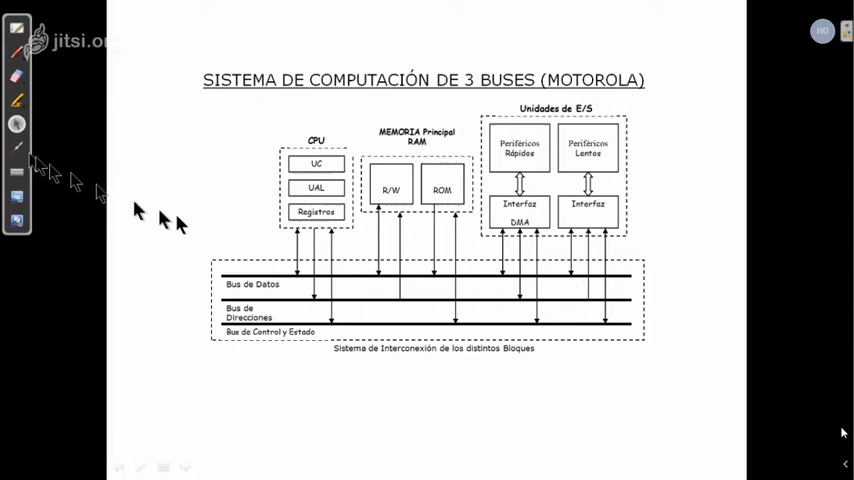 jitsi.org
HD
SISTEMA DE COMPUTACIÓN DE 3 BUSES (MOTOROLA)
Unidades de E/S
MEMORIA Principal
RAM
CPU
UC
UAL
Registros
R/W
ROM
Periféricos
Rápidos
Periféricos
Lentos
Interfaz
DMA
Interfaz
Bus de Datos
Bus de
Direcciones
Bus de Control y Estado
Sistema de Interconexión de los distintos Bloques